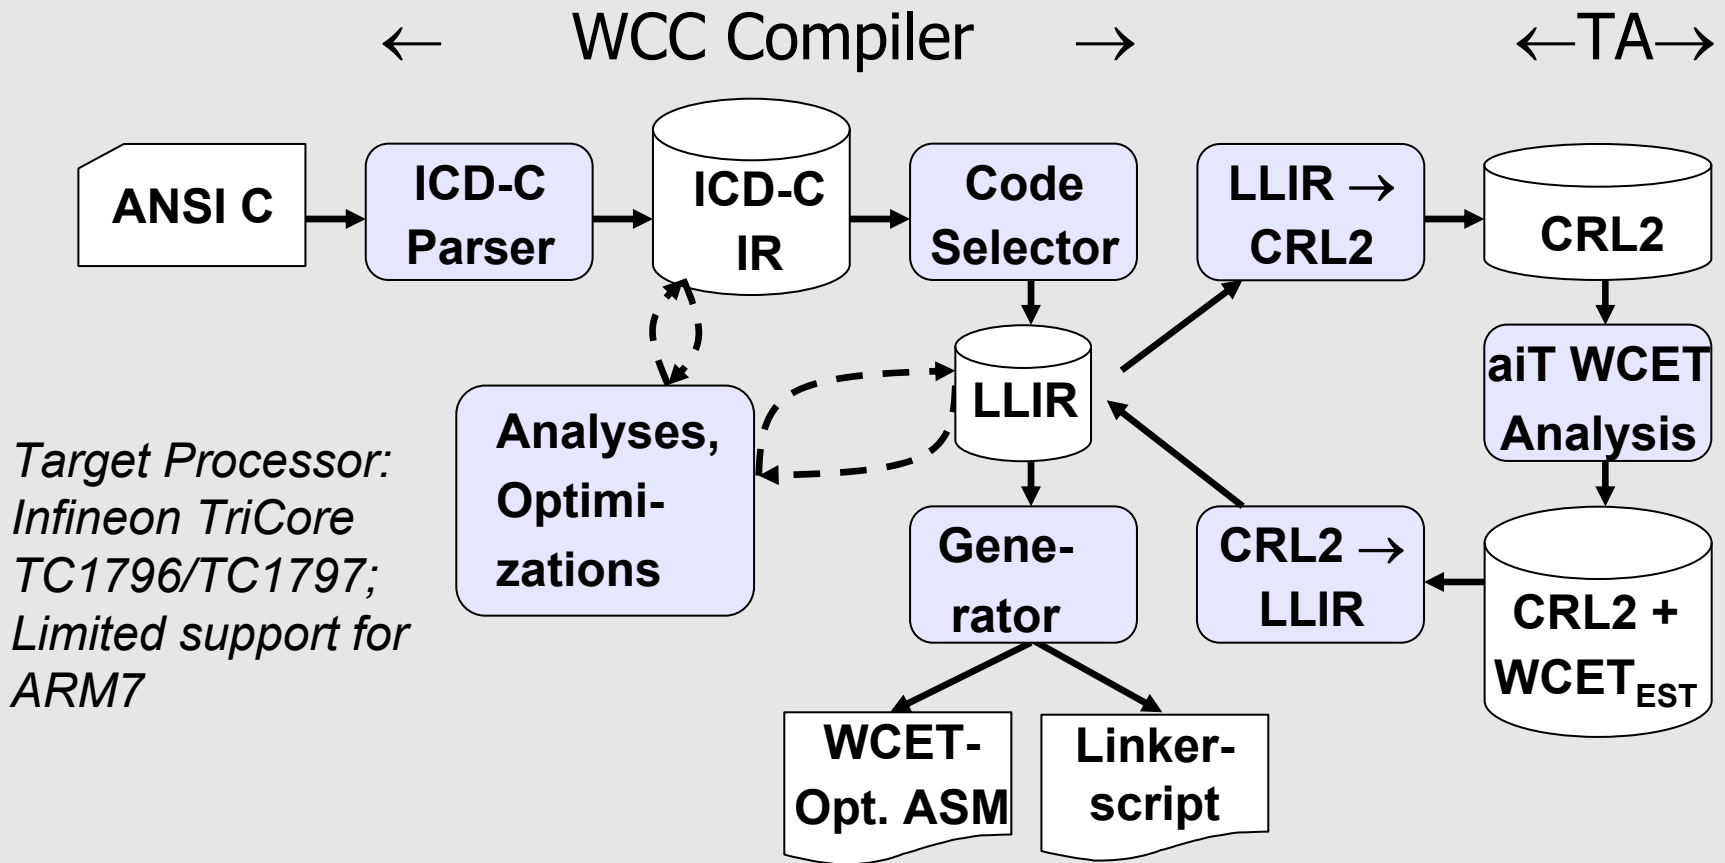 ← WCC Compiler → ←TA→
ANSI C
ICD-C
Parser
ICD-C
IR
Code
Selector
LLIR →
CRL2
CRL2
LLIR
aiT WCET
Analysis
Analyses,
Optimi-
zations
Target Processor:
Infineon TriCore
TC1796/TC1797;
Limited support for
ARM7
Gene-
rator
CRL2 →
LLIR
CRL2 +
WCET_EST
WCET-
Opt. ASM
Linker-
script